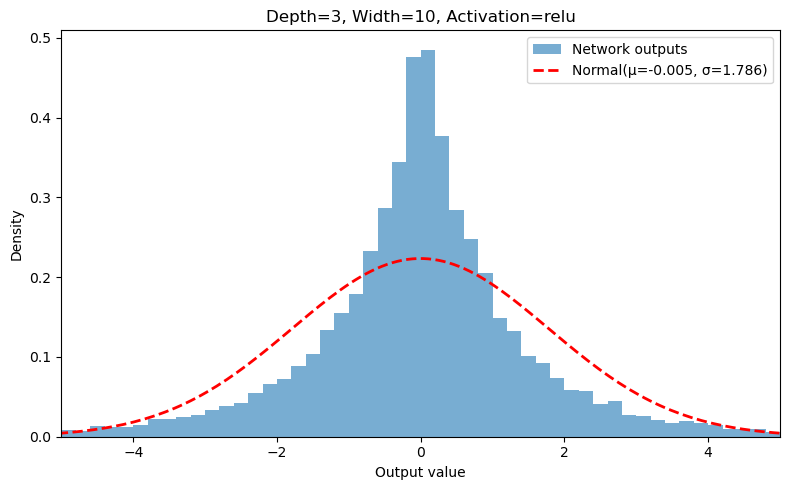 Depth=3, Width=10, Activation=relu
Network outputs
Normal(μ=-0.005, σ=1.786)
Density
0.5
0.4
0.3
0.2
0.1
0.0
−4
−2
0
2
4
Output value